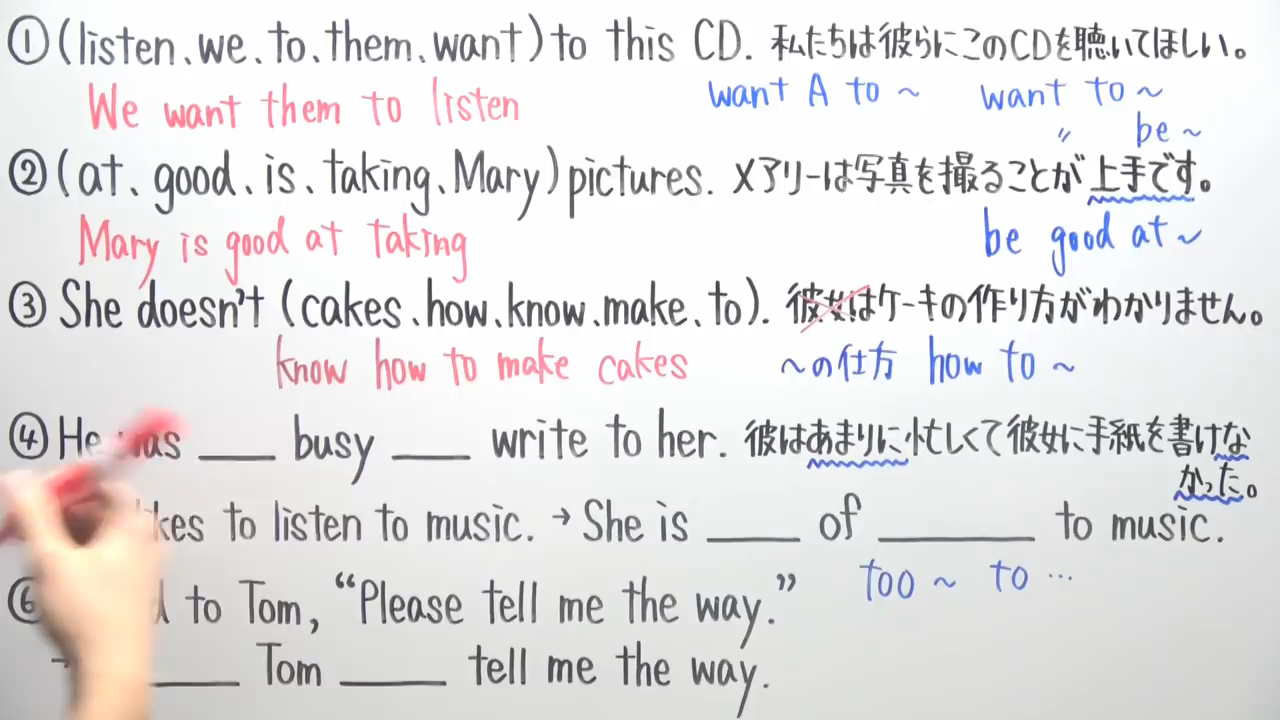 ①(listen、we、to、them、want)to this CD. 私たちは彼らにこのCDを聴いてほしい。
We want them to listen
want A to ~ want to ~
〃 be ~
②(at、good、is、taking、Mary)pictures. メアリーは写真を撮ることが上手です。
Mary is good at taking
be good at ~
③She doesn't (cakes、how、know、make、to). 彼女はケーキの作り方がわかりません。
know how to make cakes
~の仕方 how to ~
④He was ___ busy ___ write to her. 彼はあまりに忙しくて彼女に手紙を書けな
かった。
to listen to music. → She is ___ of ___ to music.
too ~ to …
⑥ to Tom, “Please tell me the way.”
___ Tom ___ tell me the way.